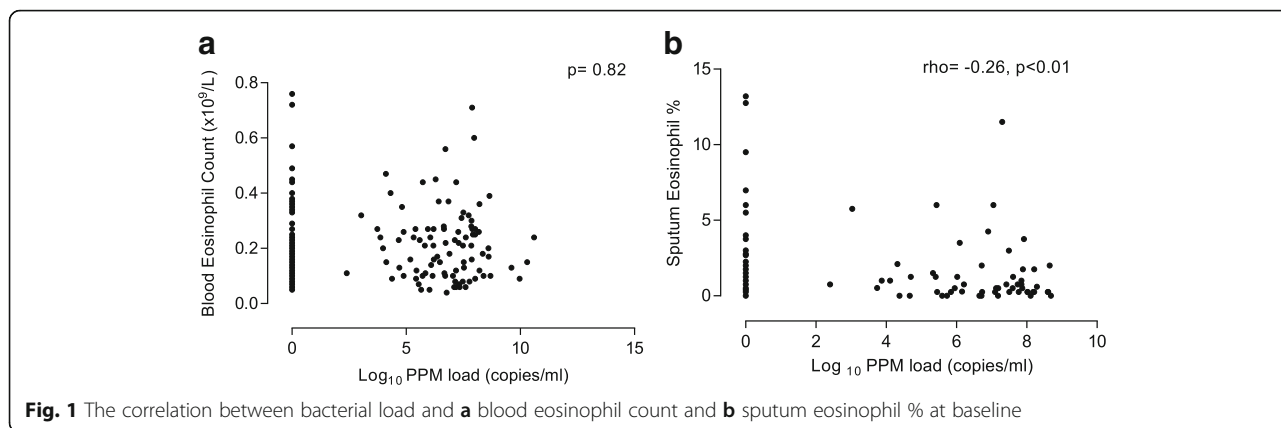 a
p= 0.82
Blood Eosinophil Count (x10⁹/L)
0.8
0.6
0.4
0.2
0.0
0 5 10 15
Log₁₀ PPM load (copies/ml)
b
rho= -0.26, p<0.01
Sputum Eosinophil %
15
10
5
0
0 2 4 6 8 10
Log ₁₀ PPM load (copies/ml)
Fig. 1 The correlation between bacterial load and a blood eosinophil count and b sputum eosinophil % at baseline